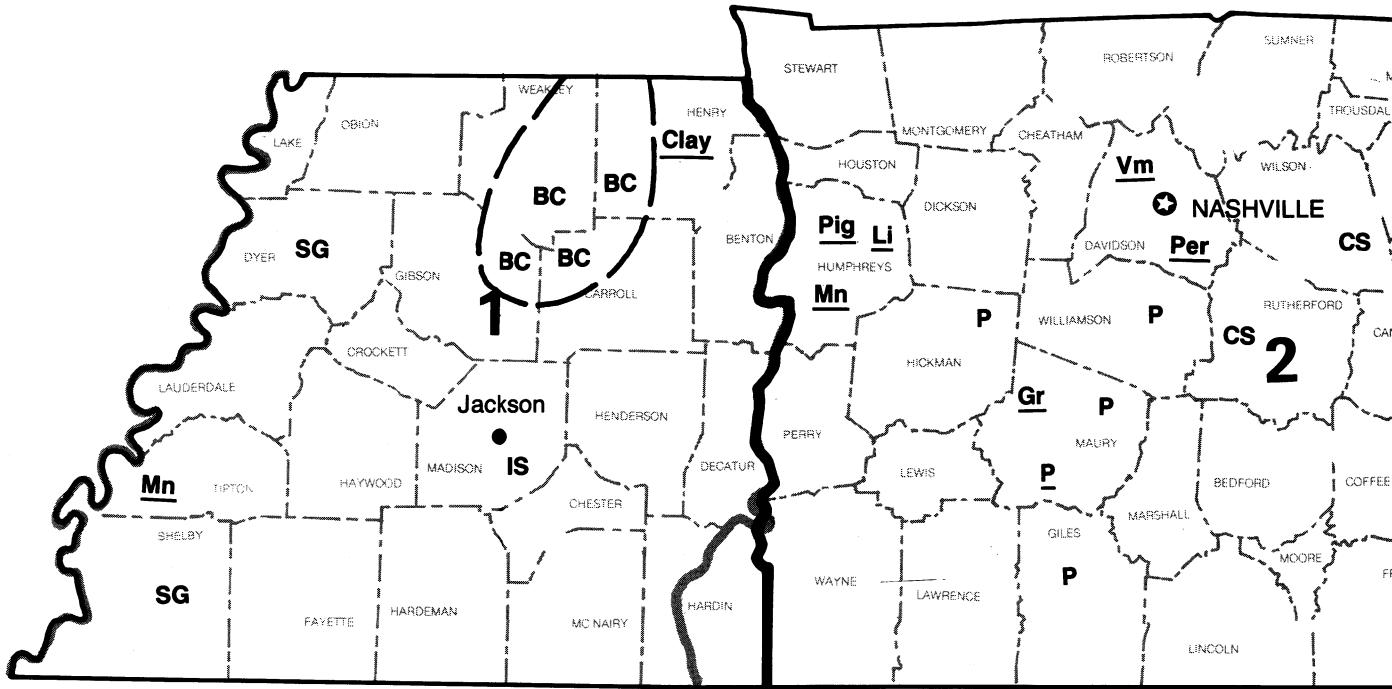 SUMNER
ROBERTSON
STEWART
M
WEAKLEY
HENRY
TROUSDAL
OBION
MONTGOMERY
CHEATHAM
LAKE
Clay
HOUSTON
Vm
WILSON
BC
BC
DICKSON
NASHVILLE
Pig
Li
BENTON
SG
DAVIDSON
Per
CS
DYER
BC
BC
HUMPHREYS
GIBSON
CARROLL
Mn
RUTHERFORD
1
P
WILLIAMSON
P
CS
2
CAN
CROCKETT
HICKMAN
LAUDERDALE
Jackson
HENDERSON
Gr
P
PERRY
MAURY
MADISON
IS
DECATUR
LEWIS
P
Mn
TIPTON
HAYWOOD
BEDFORD
COFFEE
CHESTER
MARSHALL
SHELBY
GILES
MOORE
SG
WAYNE
P
FR
LAWRENCE
HARDIN
HARDEMAN
FAYETTE
MC NAIRY
LINCOLN